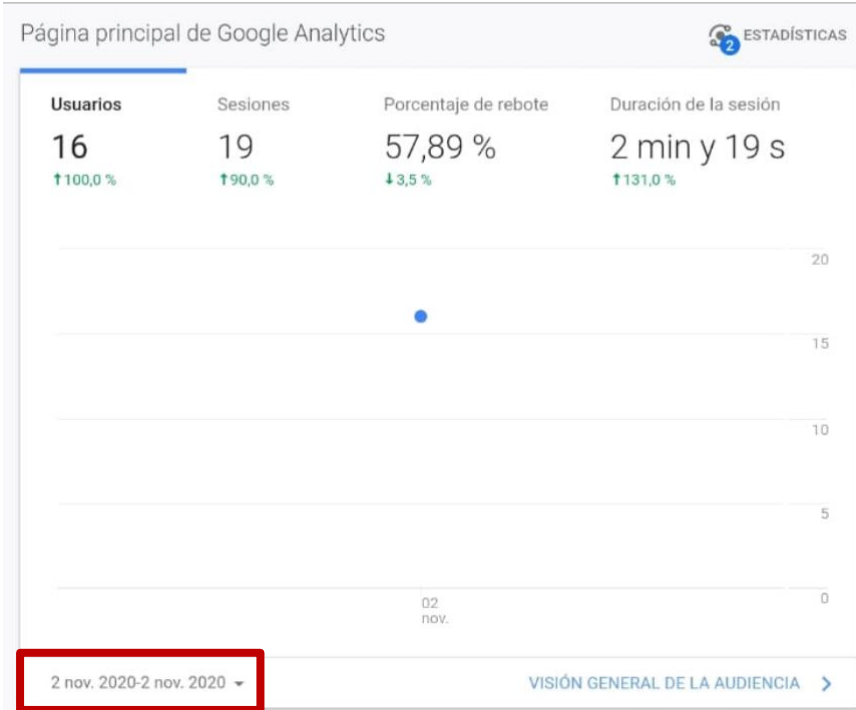 Página principal de Google Analytics
2
ESTADÍSTICAS
Usuarios Sesiones Porcentaje de rebote Duración de la sesión
16 19 57,89 % 2 min y 19 s
↑100,0 % ↑90,0 % ↓3,5 % ↑131,0 %
20
15
10
5
0
02
nov.
2 nov. 2020-2 nov. 2020
VISIÓN GENERAL DE LA AUDIENCIA